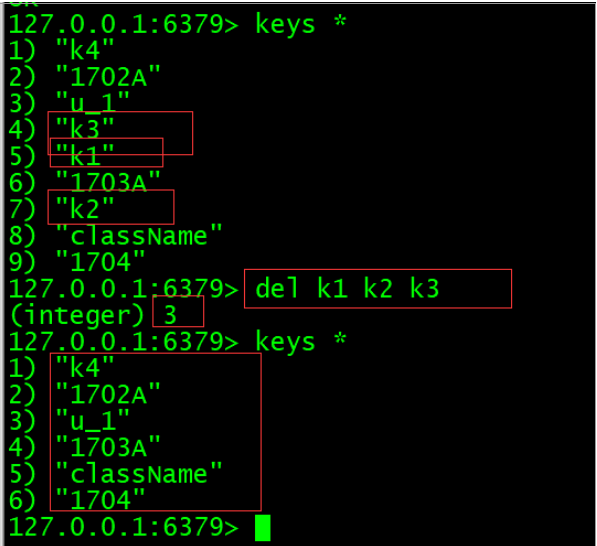 OK
127.0.0.1:6379> keys *
1) "k4"
2) "1702A"
3) "u_1"
4) "k3"
5) "k1"
6) "1703A"
7) "k2"
8) "className"
9) "1704"
127.0.0.1:6379> del k1 k2 k3
(integer) 3
127.0.0.1:6379> keys *
1) "k4"
2) "1702A"
3) "u_1"
4) "1703A"
5) "className"
6) "1704"
127.0.0.1:6379>